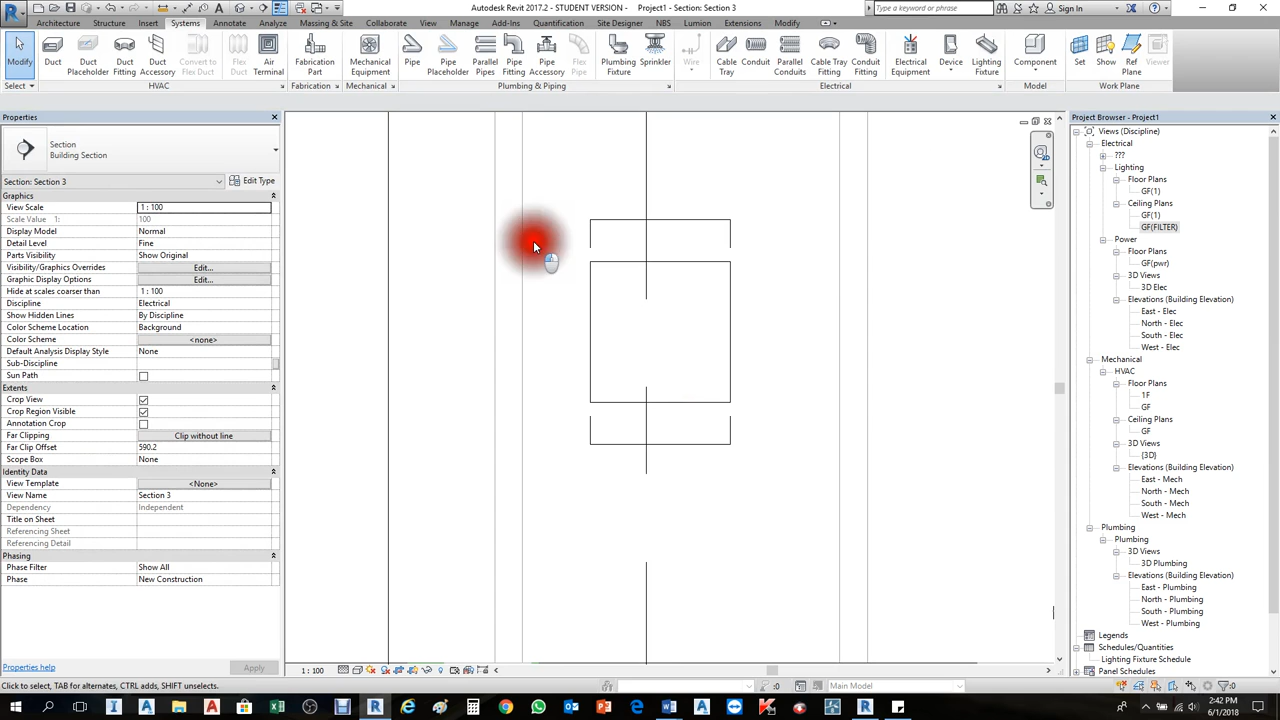 Autodesk Revit 2017.2 - STUDENT VERSION -    Project1 - Section: Section 3
Type a keyword or phrase
Sign In
Architecture Structure Insert Systems Annotate Analyze Massing & Site Collaborate View Manage Add-Ins Quantification Site Designer NBS Lumion Extensions Modify
Modify
Duct
Duct Placeholder
Duct Fitting
Duct Accessory
Convert to Flex Duct
Flex Duct
Air Terminal
Fabrication Part
Mechanical Equipment
Pipe
Pipe Placeholder
Parallel Pipes
Pipe Fitting
Pipe Accessory
Flex Pipe
Plumbing Fixture
Sprinkler
Wire
Cable Tray
Conduit
Parallel Conduits
Cable Tray Fitting
Conduit Fitting
Electrical Equipment
Device
Lighting Fixture
Component
Set
Show
Ref Plane
Viewer
Select HVAC Fabrication Mechanical Plumbing & Piping Electrical Model Work Plane
Properties
Section
Building Section
Section: Section 3 Edit Type
Graphics
View Scale 1 : 100
Scale Value 1: 100
Display Model Normal
Detail Level Fine
Parts Visibility Show Original
Visibility/Graphics Overrides Edit...
Graphic Display Options Edit...
Hide at scales coarser than 1 : 100
Discipline Electrical
Show Hidden Lines By Discipline
Color Scheme Location Background
Color Scheme <none>
Default Analysis Display Style None
Sub-Discipline
Sun Path
Extents
Crop View
Crop Region Visible
Annotation Crop
Far Clipping Clip without line
Far Clip Offset 590.2
Scope Box None
Identity Data
View Template <None>
View Name Section 3
Dependency Independent
Title on Sheet
Referencing Sheet
Referencing Detail
Phasing
Phase Filter Show All
Phase New Construction
Properties help Apply
Project Browser - Project1
Views (Discipline)
Electrical
???
Lighting
Floor Plans
GF(1)
Ceiling Plans
GF(1)
GF(FILTER)
Power
Floor Plans
GF(pwr)
3D Views
3D Elec
Elevations (Building Elevation)
East - Elec
North - Elec
South - Elec
West - Elec
Mechanical
HVAC
Floor Plans
1F
GF
Ceiling Plans
GF
3D Views
{3D}
Elevations (Building Elevation)
East - Mech
North - Mech
South - Mech
West - Mech
Plumbing
Plumbing
3D Views
3D Plumbing
Elevations (Building Elevation)
East - Plumbing
North - Plumbing
South - Plumbing
West - Plumbing
Legends
Schedules/Quantities
Lighting Fixture Schedule
Panel Schedules
1 : 100
Click to select, TAB for alternates, CTRL adds, SHIFT unselects.
:0
Main Model
:0
2:42 PM
6/1/2018